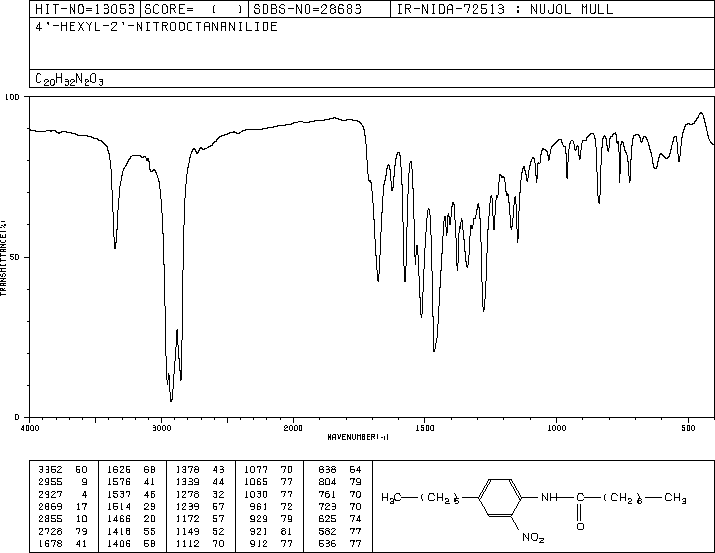 HIT-NO=13053 SCORE= ( ) SDBS-NO=28683 IR-NIDA-72513 : NUJOL MULL
4'-HEXYL-2'-NITROOCTANANILIDE
C20H32N2O3
100
50
0
TRANSMITTANCE(%)
4000 3000 2000 1500 1000 500
WAVENUMBER(-1)
3352 50 1626 68 1378 43 1077 70 838 64
2955 9 1576 41 1339 44 1065 77 804 79
2927 4 1537 46 1278 32 1030 77 761 70
2869 17 1514 29 1239 57 961 72 723 70
2855 10 1466 20 1172 57 929 79 625 74
2728 79 1418 55 1149 52 921 81 582 77
1678 41 1406 58 1112 70 912 77 536 77
H3C—(CH2)5 NH—C—(CH2)6—CH3
O
NO2